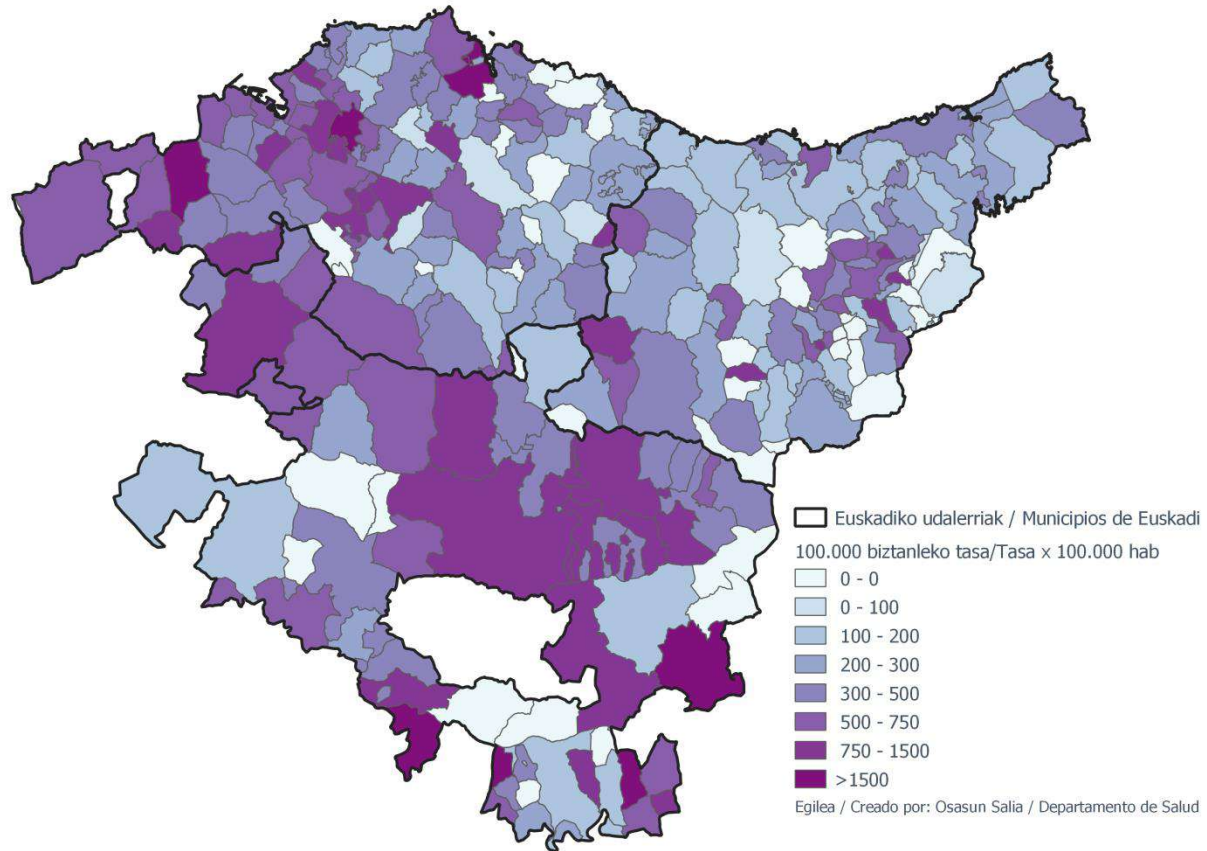 Euskadiko udalerriak / Municipios de Euskadi
100.000 biztanleko tasa/Tasa x 100.000 hab
0 - 0
0 - 100
100 - 200
200 - 300
300 - 500
500 - 750
750 - 1500
>1500
Egilea / Creado por: Osasun Salia / Departamento de Salud